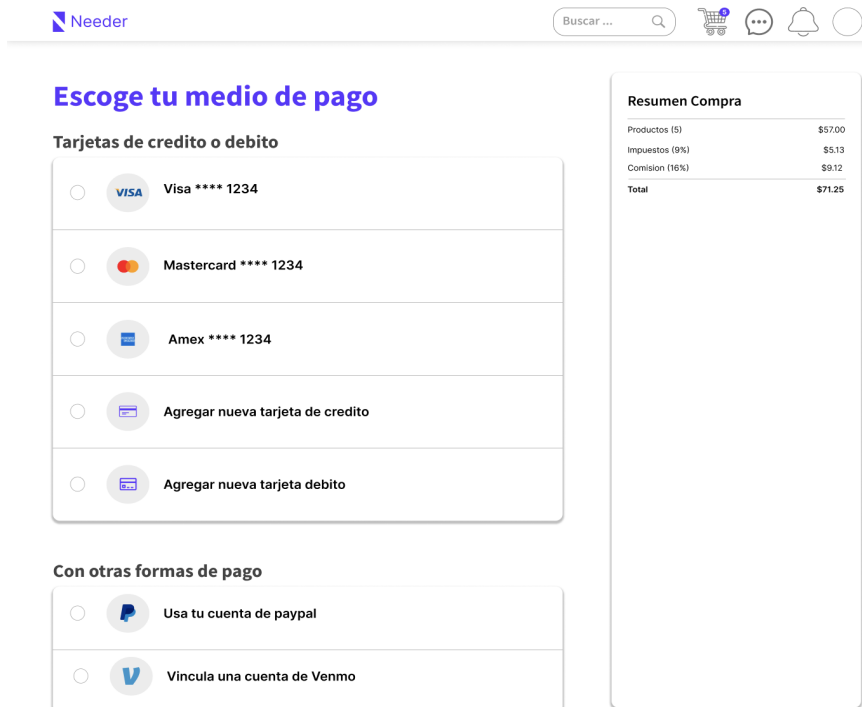 Needer
Buscar ...
5
Escoge tu medio de pago
Tarjetas de credito o debito
VISA Visa **** 1234
Mastercard **** 1234
Amex **** 1234
Agregar nueva tarjeta de credito
Agregar nueva tarjeta debito
Con otras formas de pago
Usa tu cuenta de paypal
Vincula una cuenta de Venmo
Resumen Compra
Productos (5) $57.00
Impuestos (9%) $5.13
Comision (16%) $9.12
Total $71.25